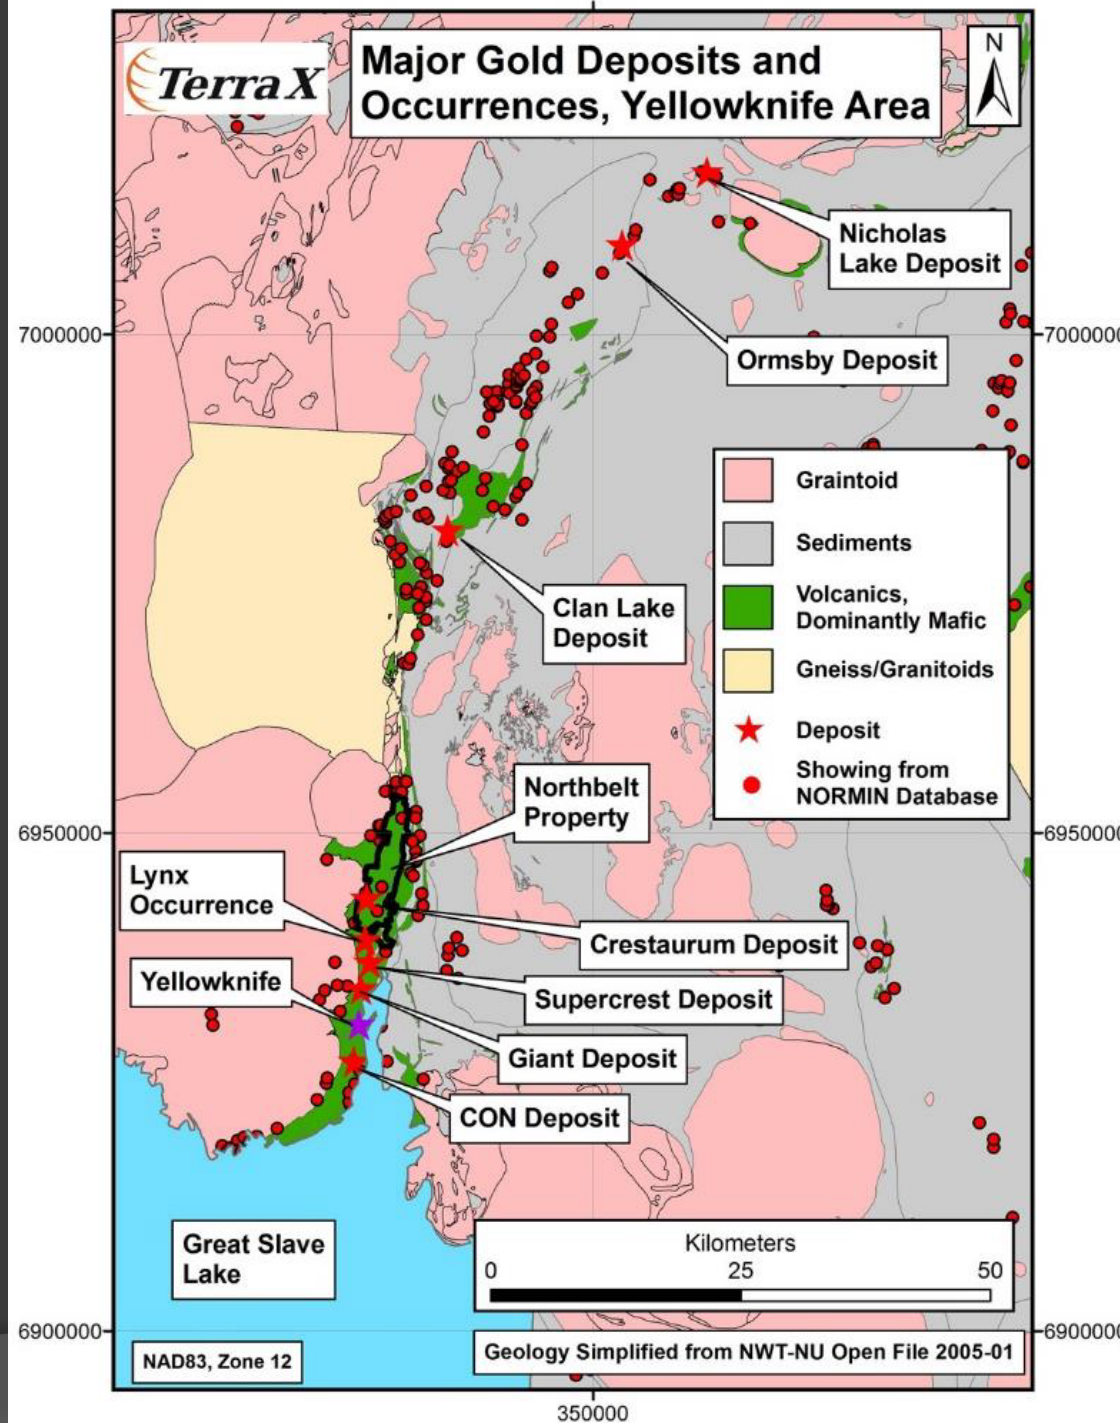 TerraX
Major Gold Deposits and
Occurrences, Yellowknife Area
N
Nicholas
Lake Deposit
7000000
7000000
Ormsby Deposit
Graintoid
Sediments
Volcanics,
Dominantly Mafic
Gneiss/Granitoids
Deposit
Showing from
NORMIN Database
Clan Lake
Deposit
Northbelt
Property
6950000
6950000
Lynx
Occurrence
Crestaurum Deposit
Yellowknife
Supercrest Deposit
Giant Deposit
CON Deposit
Great Slave
Lake
Kilometers
0 25 50
6900000
6900000
NAD83, Zone 12
Geology Simplified from NWT-NU Open File 2005-01
350000